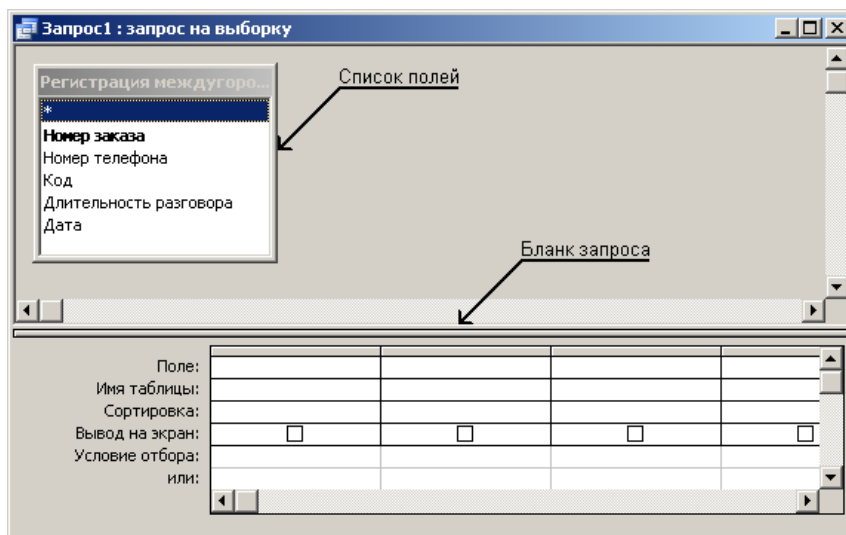 Запрос1 : запрос на выборку
Регистрация междугоро...
Список полей
*
Номер заказа
Номер телефона
Код
Длительность разговора
Дата
Бланк запроса
Поле:
Имя таблицы:
Сортировка:
Вывод на экран:
Условие отбора:
или: